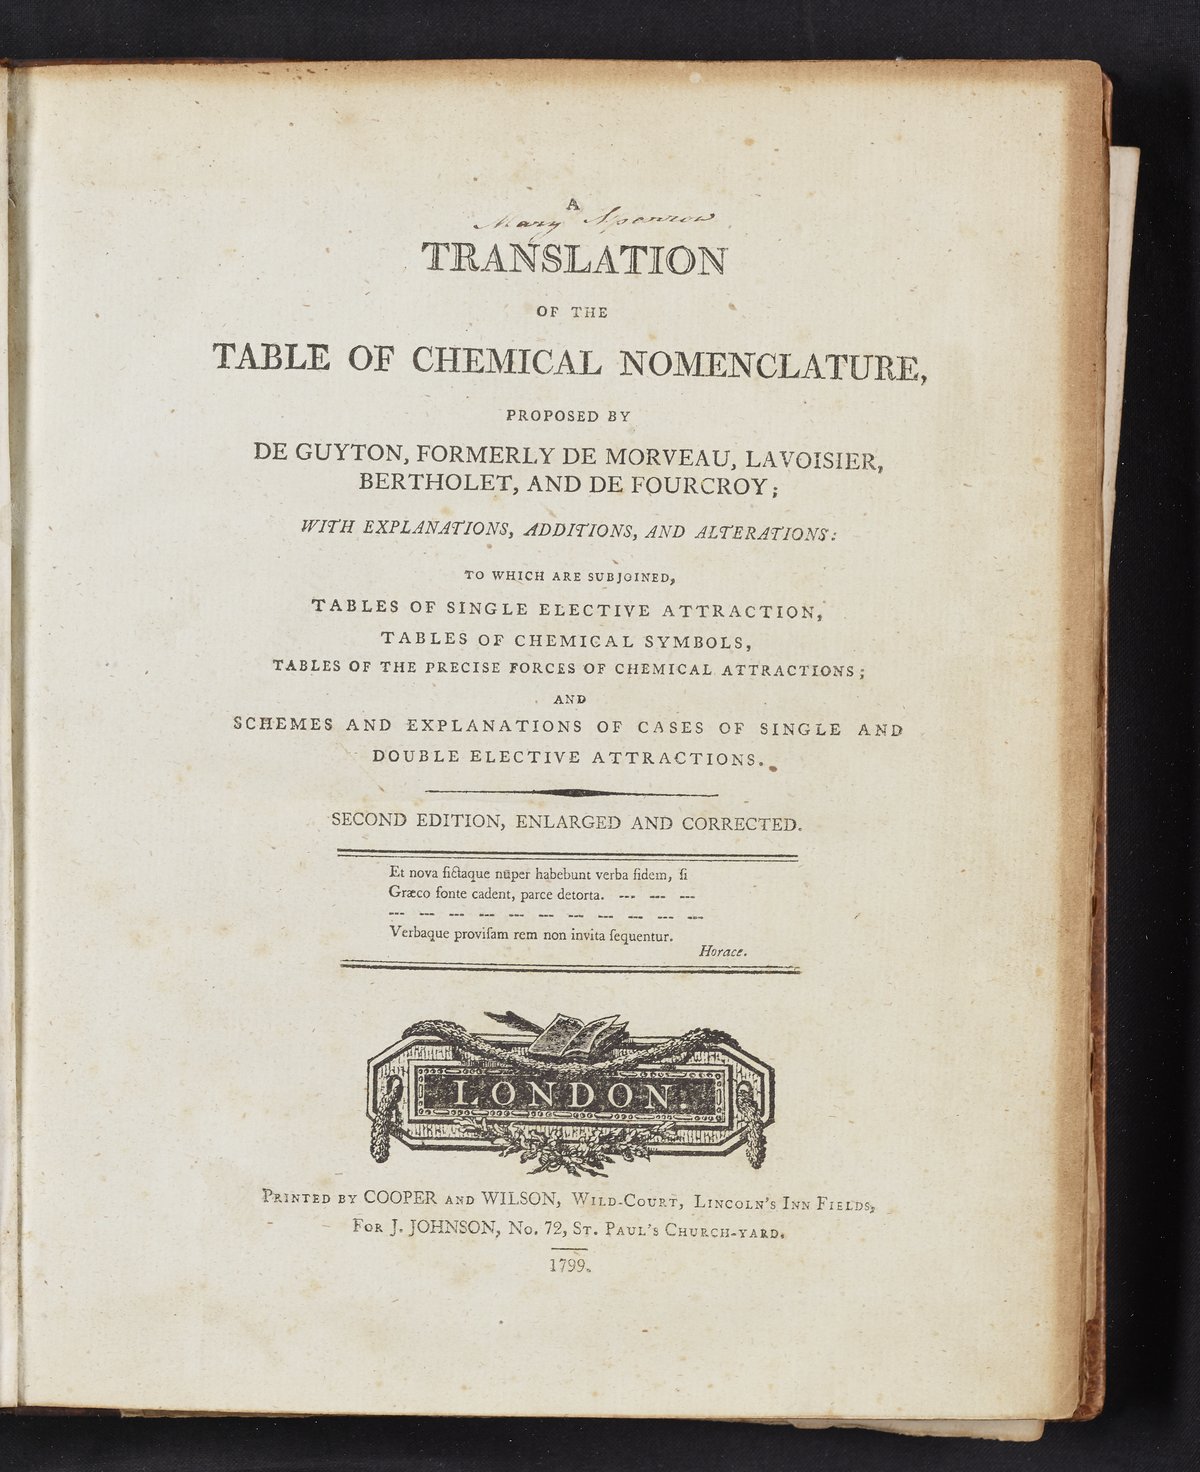 A
Mary Sparrow
TRANSLATION
OF THE
TABLE OF CHEMICAL NOMENCLATURE,
PROPOSED BY
DE GUYTON, FORMERLY DE MORVEAU, LAVOISIER,
BERTHOLET, AND DE FOURCROY;
WITH EXPLANATIONS, ADDITIONS, AND ALTERATIONS:
TO WHICH ARE SUBJOINED,
TABLES OF SINGLE ELECTIVE ATTRACTION,
TABLES OF CHEMICAL SYMBOLS,
TABLES OF THE PRECISE FORCES OF CHEMICAL ATTRACTIONS;
AND
SCHEMES AND EXPLANATIONS OF CASES OF SINGLE AND
DOUBLE ELECTIVE ATTRACTIONS.
SECOND EDITION, ENLARGED AND CORRECTED.
Et nova fictaque nūper habebunt verba fidem, ſi
Græco fonte cadent, parce detorta. --- --- ---
--- --- --- --- --- --- --- --- --- --- ---
Verbaque proviſam rem non invita ſequentur.
Horace.
LONDON.
PRINTED BY COOPER AND WILSON, WILD-COURT, LINCOLN'S INN FIELDS,
FOR J. JOHNSON, No. 72, ST. PAUL'S CHURCH-YARD.
1799.